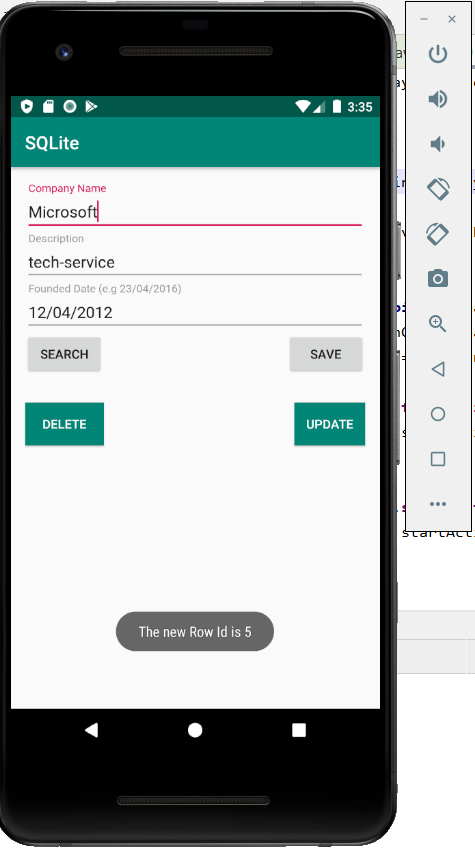 3:35
SQLite
Company Name
Microsoft
Description
tech-service
Founded Date (e.g 23/04/2016)
12/04/2012
SEARCH
SAVE
DELETE
UPDATE
The new Row Id is 5